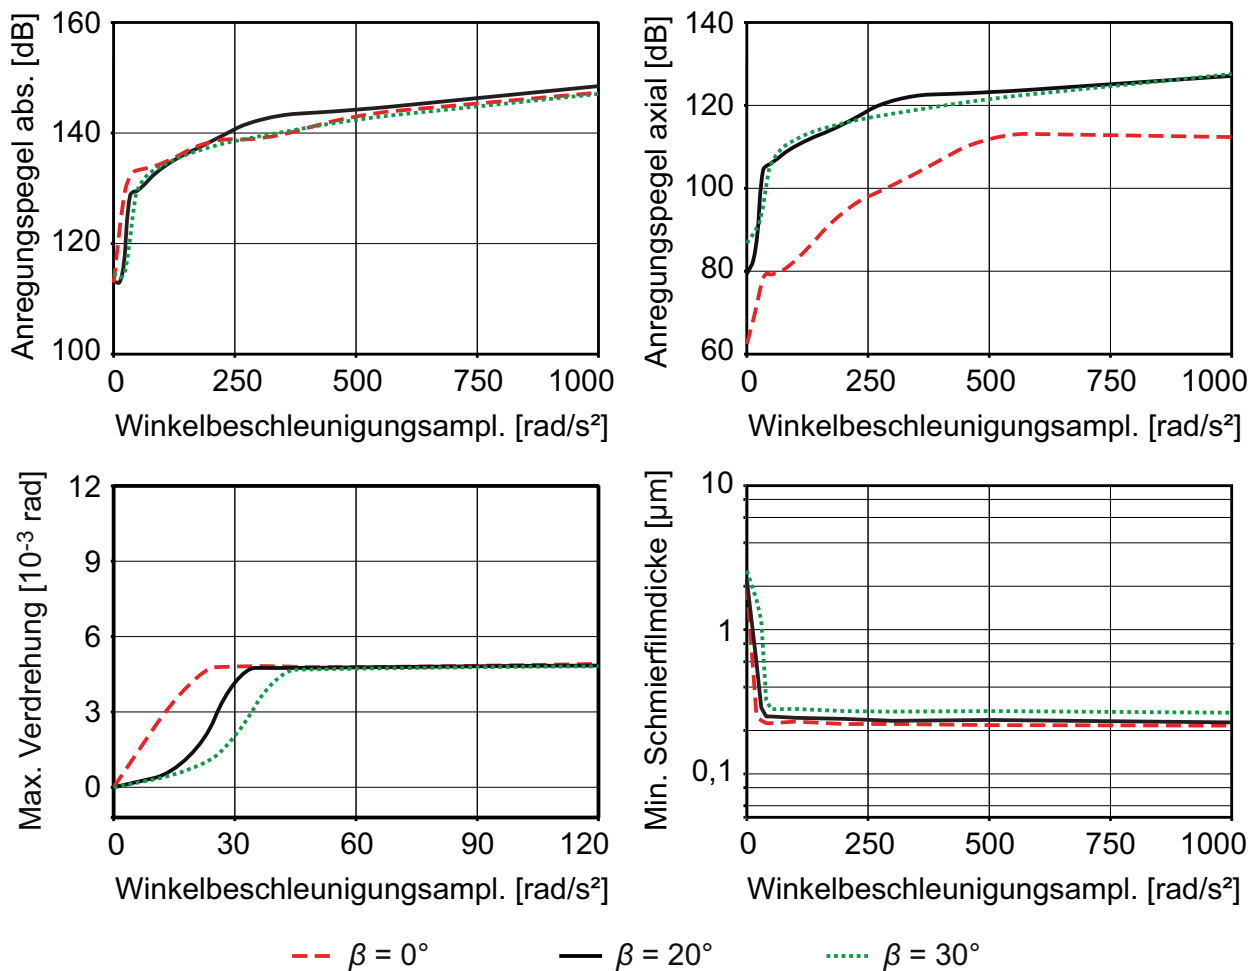 Anregungspegel abs. [dB]
160
140
120
100
0 250 500 750 1000
Winkelbeschleunigungsampl. [rad/s²]
Anregungspegel axial [dB]
140
120
100
80
60
0 250 500 750 1000
Winkelbeschleunigungsampl. [rad/s²]
Max. Verdrehung [10⁻³ rad]
12
9
6
3
0
0 30 60 90 120
Winkelbeschleunigungsampl. [rad/s²]
Min. Schmierfilmdicke [µm]
10
1
0,1
0 250 500 750 1000
Winkelbeschleunigungsampl. [rad/s²]
β = 0° β = 20° β = 30°